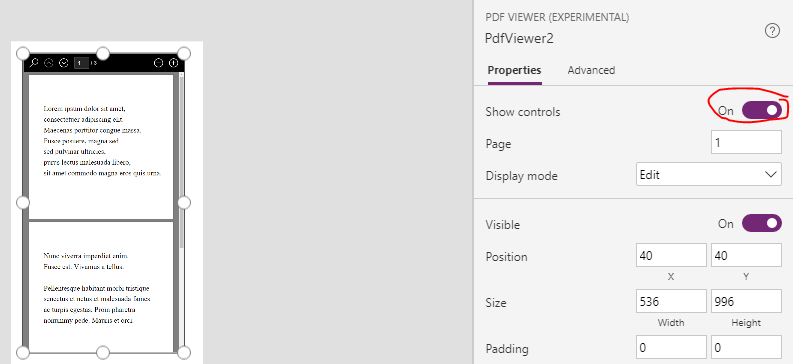 PDF VIEWER (EXPERIMENTAL)
PdfViewer2
Properties Advanced
Show controls On
Page 1
Display mode Edit
Visible On
Position 40 40
X Y
Size 536 996
Width Height
Padding 0 0
1 / 3
Lorem ipsum dolor sit amet,
consectetuer adipiscing elit.
Maecenas porttitor congue massa.
Fusce posuere, magna sed
sed pulvinar ultricies,
purus lectus malesuada libero,
sit amet commodo magna eros quis urna.
Nunc viverra imperdiet enim.
Fusce est. Vivamus a tellus.
Pellentesque habitant morbi tristique
senectus et netus et malesuada fames
ac turpis egestas. Proin pharetra
nonummy pede. Mauris et orci.